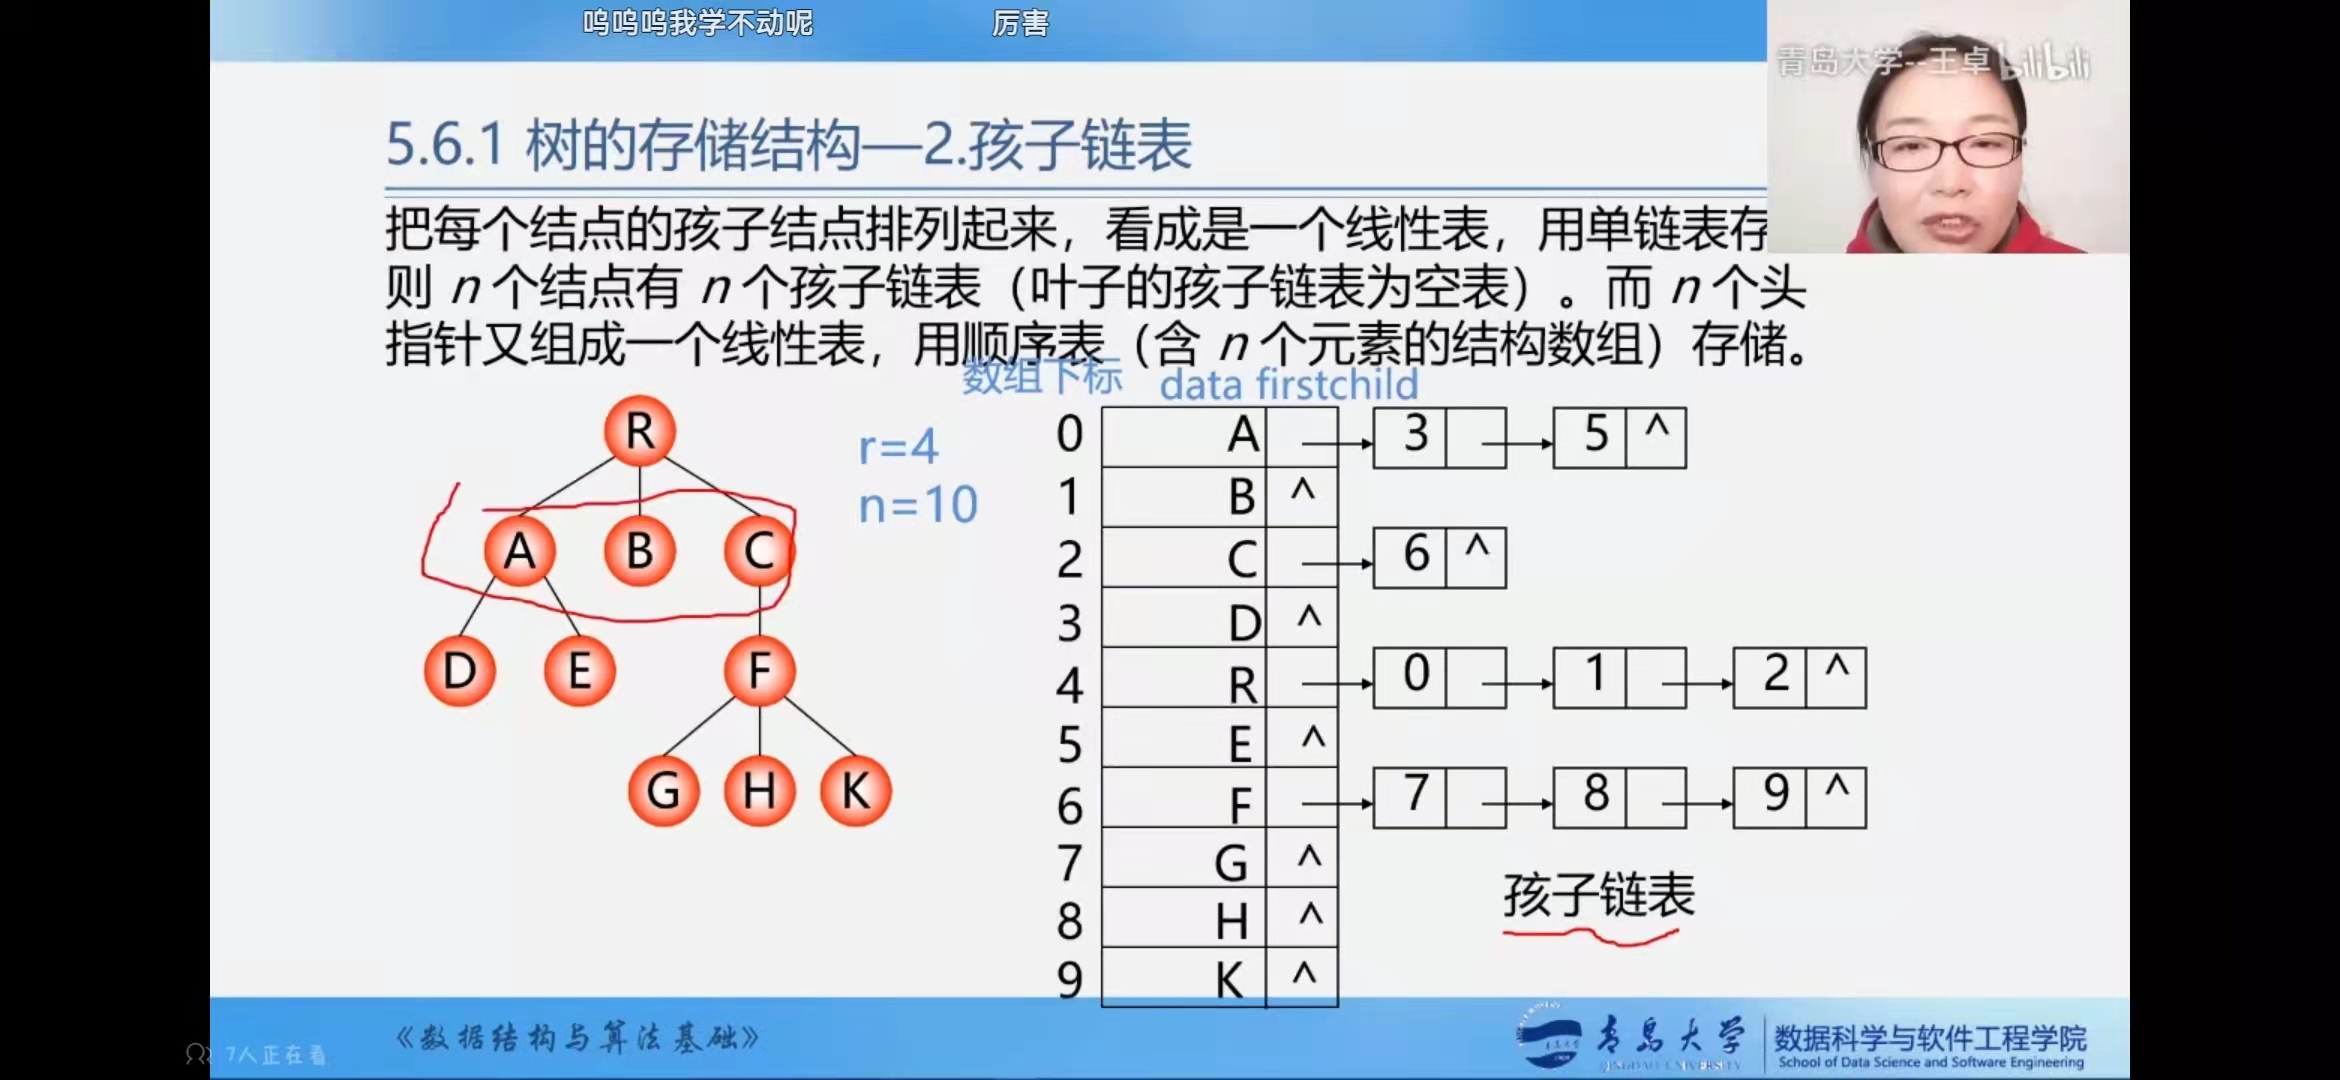 呜呜呜我学不动呢 厉害
青岛大学--王卓 bilibili
5.6.1 树的存储结构—2.孩子链表
把每个结点的孩子结点排列起来，看成是一个线性表，用单链表存
则 n 个结点有 n 个孩子链表（叶子的孩子链表为空表）。而 n 个头
指针又组成一个线性表，用顺序表（含 n 个元素的结构数组）存储。
数组下标 data firstchild
R
A B C
D E F
G H K
r=4
n=10
0 A 3 5 ^
1 B ^
2 C 6 ^
3 D ^
4 R 0 1 2 ^
5 E ^
6 F 7 8 9 ^
7 G ^
8 H ^
9 K ^
孩子链表
《数据结构与算法基础》
7人正在看
青岛大学
QINGDAO UNIVERSITY
数据科学与软件工程学院
School of Data Science and Software Engineering